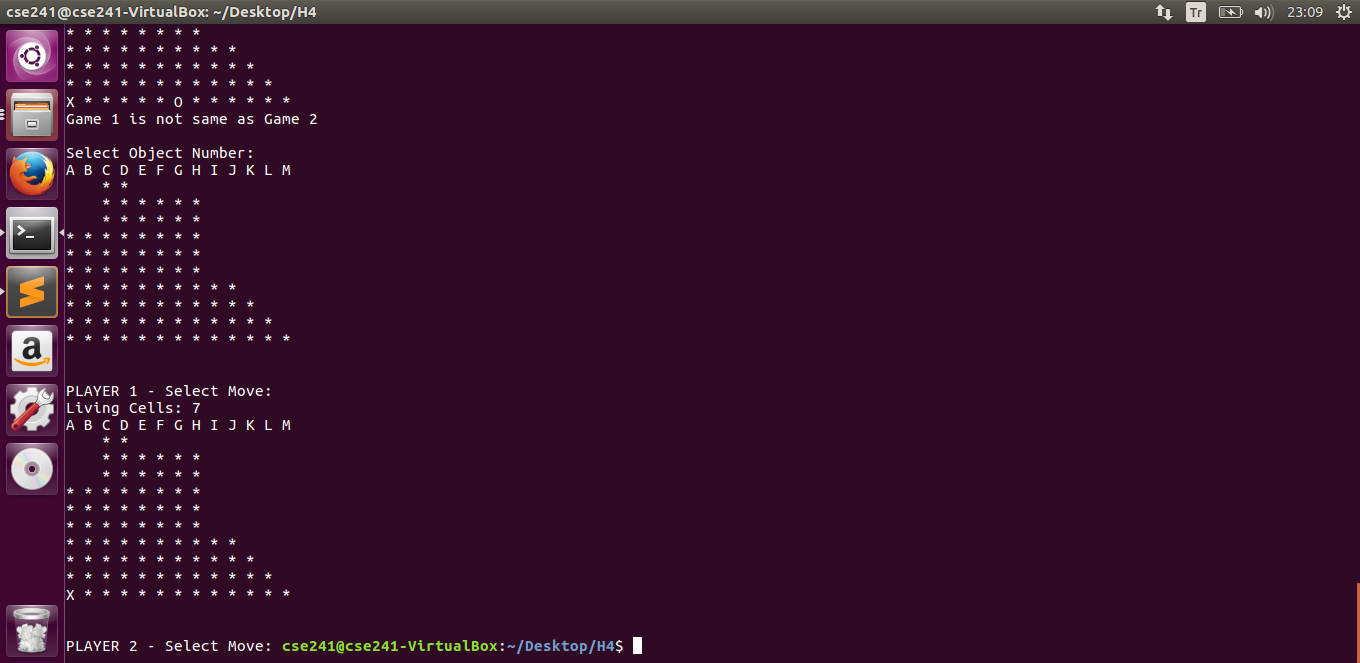 cse241@cse241-VirtualBox: ~/Desktop/H4
Tr
23:09
* * * * * * * *
* * * * * * * * * *
* * * * * * * * * * *
* * * * * * * * * * * *
X * * * * * O * * * * * *
Game 1 is not same as Game 2

Select Object Number:
A B C D E F G H I J K L M
    * *
    * * * * * *
    * * * * * *
* * * * * * * *
* * * * * * * *
* * * * * * * *
* * * * * * * * * *
* * * * * * * * * * *
* * * * * * * * * * * *
* * * * * * * * * * * * *

PLAYER 1 - Select Move:
Living Cells: 7
A B C D E F G H I J K L M
    * *
    * * * * * *
    * * * * * *
* * * * * * * *
* * * * * * * *
* * * * * * * *
* * * * * * * * * *
* * * * * * * * * * *
* * * * * * * * * * * *
X * * * * * * * * * * * *

PLAYER 2 - Select Move: cse241@cse241-VirtualBox:~/Desktop/H4$